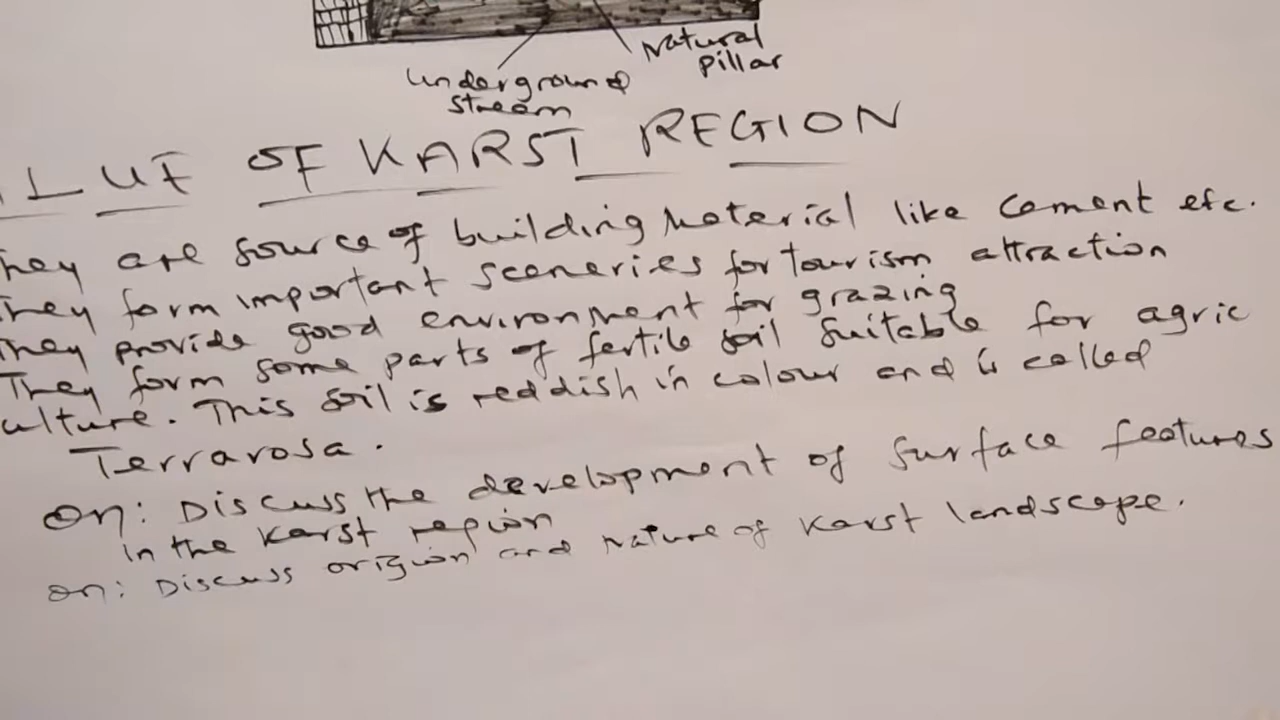 Natural
pillar
underground
stream
LUE OF KARST REGION
hey are source of building Material like Cement etc.
They form important sceneries for tourism attraction
They provide good environment for grazing
They form some parts of fertile soil suitable for agric
ulture. This soil is reddish in colour and is called
Terrarosa.
Qn: Discuss the development of surface features
in the Karst region
Qn: Discuss origion and Nature of Karst landscape.